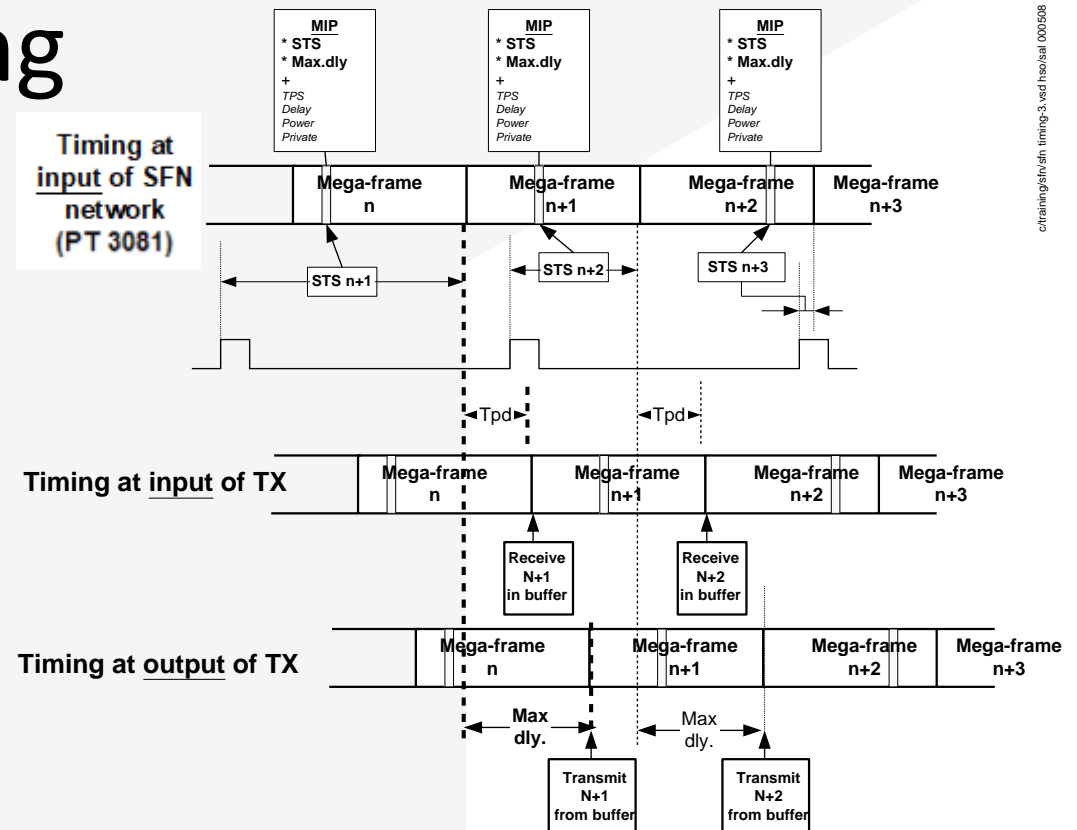 ng
MIP
* STS
* Max.dly
+
TPS
Delay
Power
Private
MIP
* STS
* Max.dly
+
TPS
Delay
Power
Private
MIP
* STS
* Max.dly
+
TPS
Delay
Power
Private
c/training/sfn/sfn timing-3.vsd hso/sal 000508
Timing at
input of SFN
network
(PT 3081)
Mega-frame
n
Mega-frame
n+1
Mega-frame
n+2
Mega-frame
n+3
STS n+1
STS n+2
STS n+3
Tpd
Tpd
Timing at input of TX
Mega-frame
n
Mega-frame
n+1
Mega-frame
n+2
Mega-frame
n+3
Receive
N+1
in buffer
Receive
N+2
in buffer
Timing at output of TX
Mega-frame
n
Mega-frame
n+1
Mega-frame
n+2
Mega-frame
n+3
Max
dly.
Max
dly.
Transmit
N+1
from buffer
Transmit
N+2
from buffer